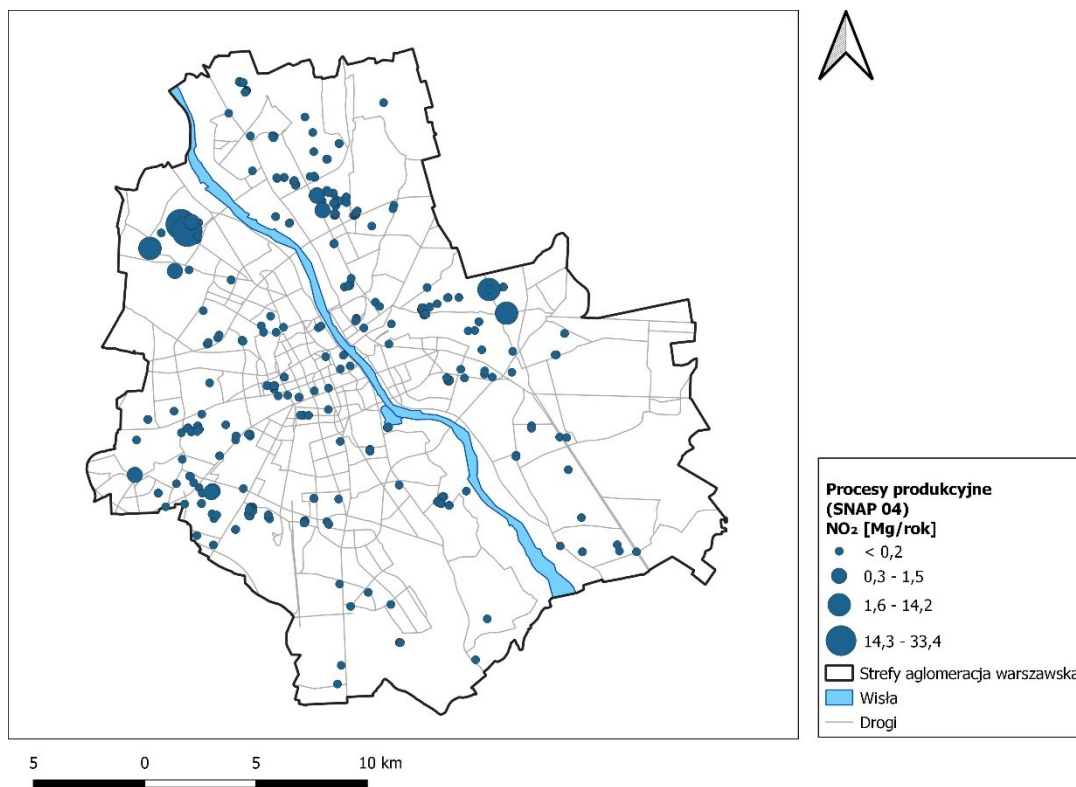 Procesy produkcyjne
(SNAP 04)
NO₂ [Mg/rok]
< 0,2
0,3 - 1,5
1,6 - 14,2
14,3 - 33,4
Strefy aglomeracja warszawska
Wisła
Drogi
5 0 5 10 km